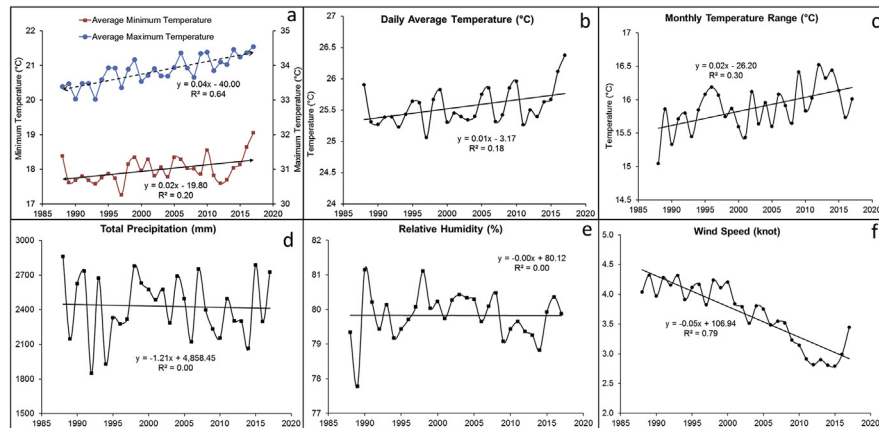 Average Minimum Temperature
Average Maximum Temperature
a
Minimum Temperature (°C)
Maximum Temperature (°C)
22
21
20
19
18
17
35
34
33
32
31
30
y = 0.04x - 40.00
R² = 0.64
y = 0.02x - 19.80
R² = 0.20
1985 1990 1995 2000 2005 2010 2015 2020
Daily Average Temperature (°C)
b
Temperature (°C)
27
26
26
25
25
24
y = 0.01x - 3.17
R² = 0.18
1985 1990 1995 2000 2005 2010 2015 2020
Monthly Temperature Range (°C)
c
Temperature (°C)
17
16.5
16
15.5
15
14.5
y = 0.02x - 26.20
R² = 0.30
1985 1990 1995 2000 2005 2010 2015 2020
Total Precipitation (mm)
d
3000
2700
2400
2100
1800
1500
y = -1.21x + 4,858.45
R² = 0.00
1985 1990 1995 2000 2005 2010 2015 2020
Relative Humidity (%)
e
82
81
80
79
78
77
y = -0.00x + 80.12
R² = 0.00
1985 1990 1995 2000 2005 2010 2015 2020
Wind Speed (knot)
f
5.0
4.5
4.0
3.5
3.0
2.5
2.0
y = -0.05x + 106.94
R² = 0.79
1985 1990 1995 2000 2005 2010 2015 2020